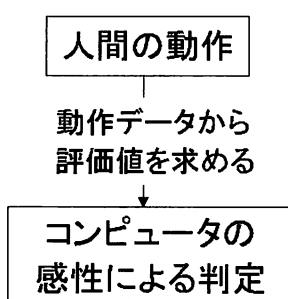 人間の動作
動作データから
評価値を求める
コンピュータの
感性による判定